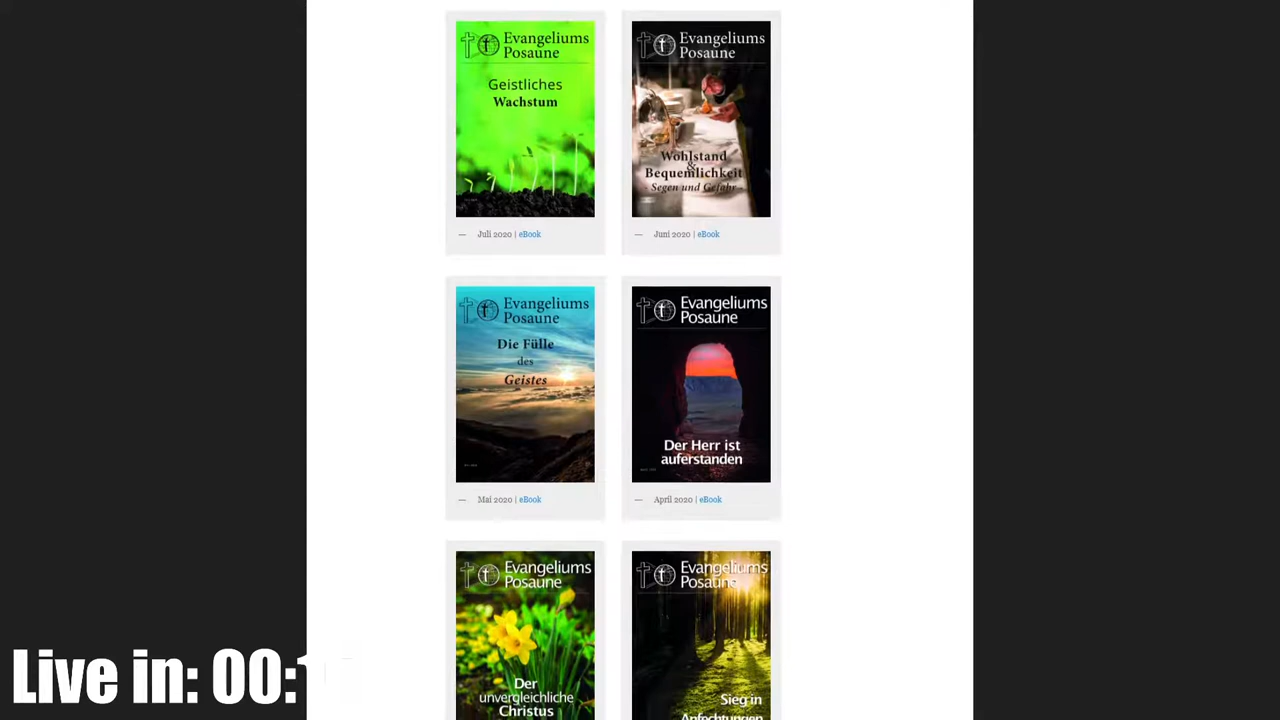 Evangeliums
Posaune
Geistliches
Wachstum
— Juli 2020 | eBook
Evangeliums
Posaune
Wohlstand
&
Bequemlichkeit
- Segen und Gefahr -
— Juni 2020 | eBook
Evangeliums
Posaune
Die Fülle
des
Geistes
— Mai 2020 | eBook
Evangeliums
Posaune
Der Herr ist
auferstanden
— April 2020 | eBook
Evangeliums
Posaune
Der
unvergleichliche
Christus
Evangeliums
Posaune
Sieg in
Anfechtungen
Live in: 00: